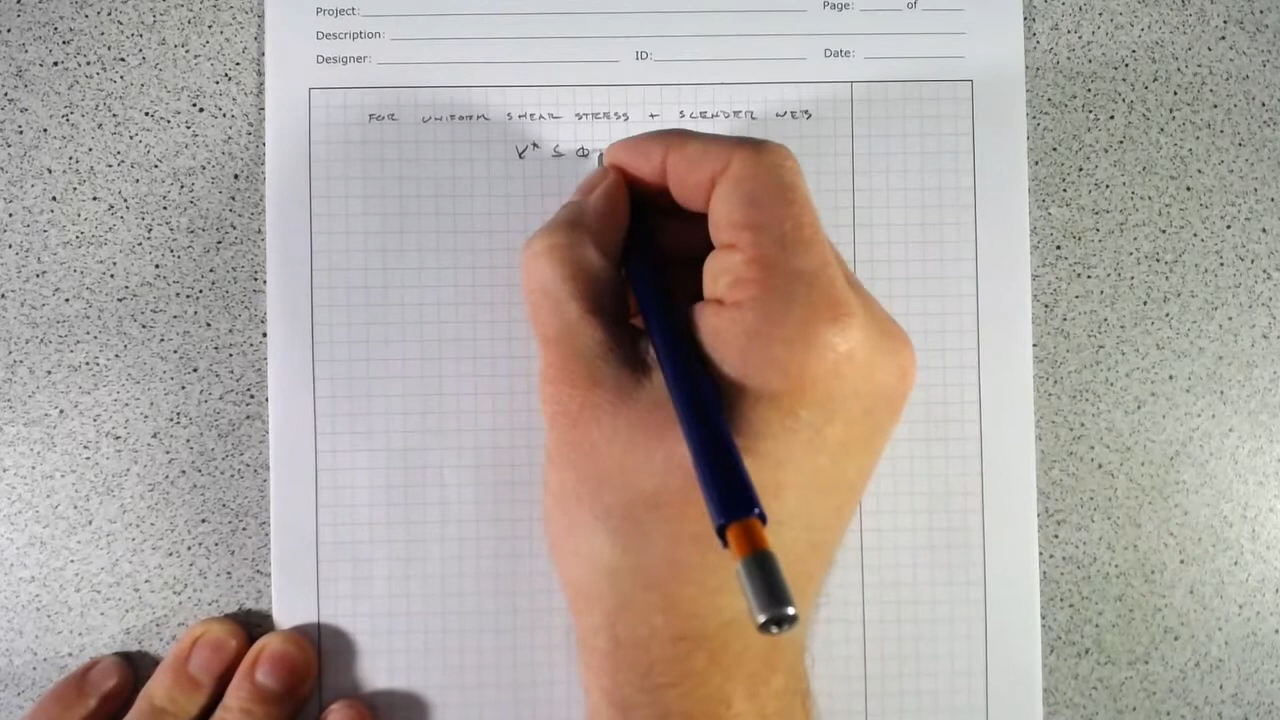 Project: Page: of
Description:
Designer: ID: Date:
FOR UNIFORM SHEAR STRESS + SLENDER WEB
V* ≤ Φ